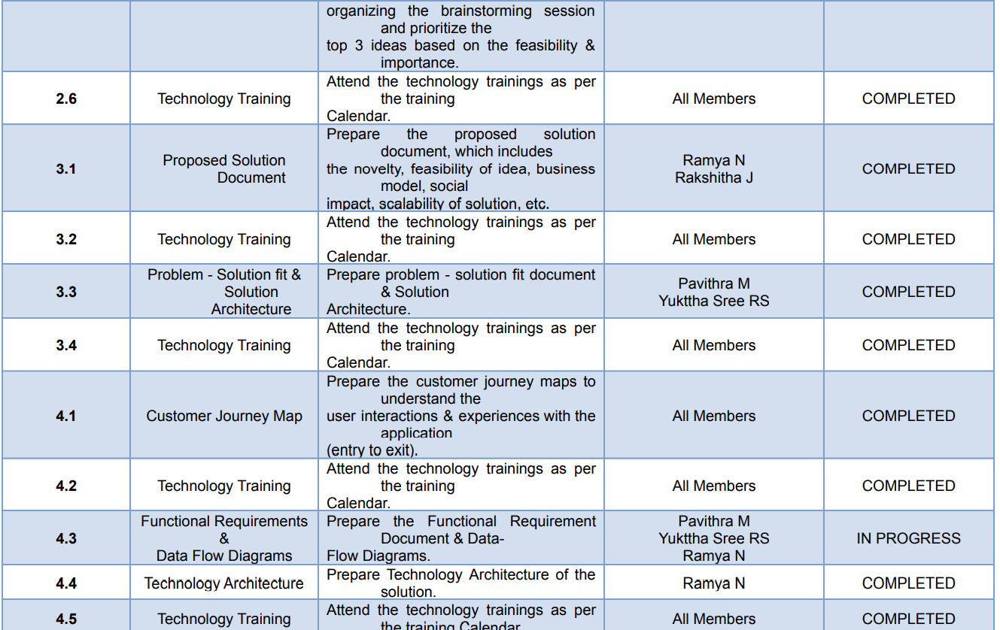 organizing the brainstorming session
and prioritize the
top 3 ideas based on the feasibility &
importance.
2.6
Technology Training
Attend the technology trainings as per
the training
Calendar.
All Members
COMPLETED
3.1
Proposed Solution
Document
Prepare the proposed solution
document, which includes
the novelty, feasibility of idea, business
model, social
impact, scalability of solution, etc.
Ramya N
Rakshitha J
COMPLETED
3.2
Technology Training
Attend the technology trainings as per
the training
Calendar.
All Members
COMPLETED
3.3
Problem - Solution fit &
Solution
Architecture
Prepare problem - solution fit document
& Solution
Architecture.
Pavithra M
Yukttha Sree RS
COMPLETED
3.4
Technology Training
Attend the technology trainings as per
the training
Calendar.
All Members
COMPLETED
4.1
Customer Journey Map
Prepare the customer journey maps to
understand the
user interactions & experiences with the
application
(entry to exit).
All Members
COMPLETED
4.2
Technology Training
Attend the technology trainings as per
the training
Calendar.
All Members
COMPLETED
4.3
Functional Requirements
&
Data Flow Diagrams
Prepare the Functional Requirement
Document & Data-
Flow Diagrams.
Pavithra M
Yukttha Sree RS
Ramya N
IN PROGRESS
4.4
Technology Architecture
Prepare Technology Architecture of the
solution.
Ramya N
COMPLETED
4.5
Technology Training
Attend the technology trainings as per
the training Calendar
All Members
COMPLETED